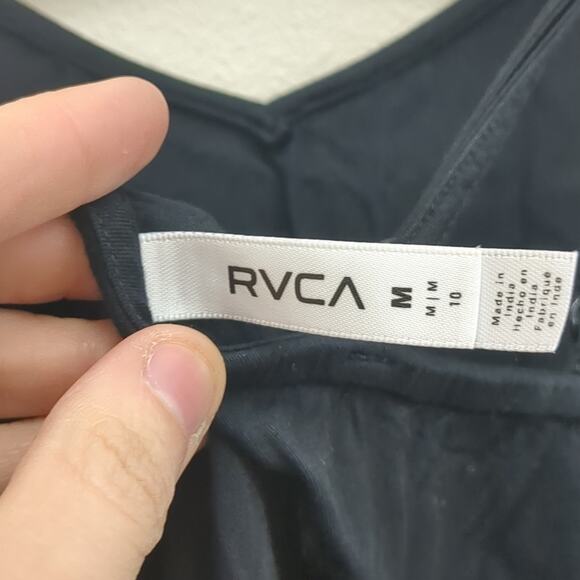 RVCA
M
M | M
10
Made in
India
Hecho en
India
Fabriqué
en Inde